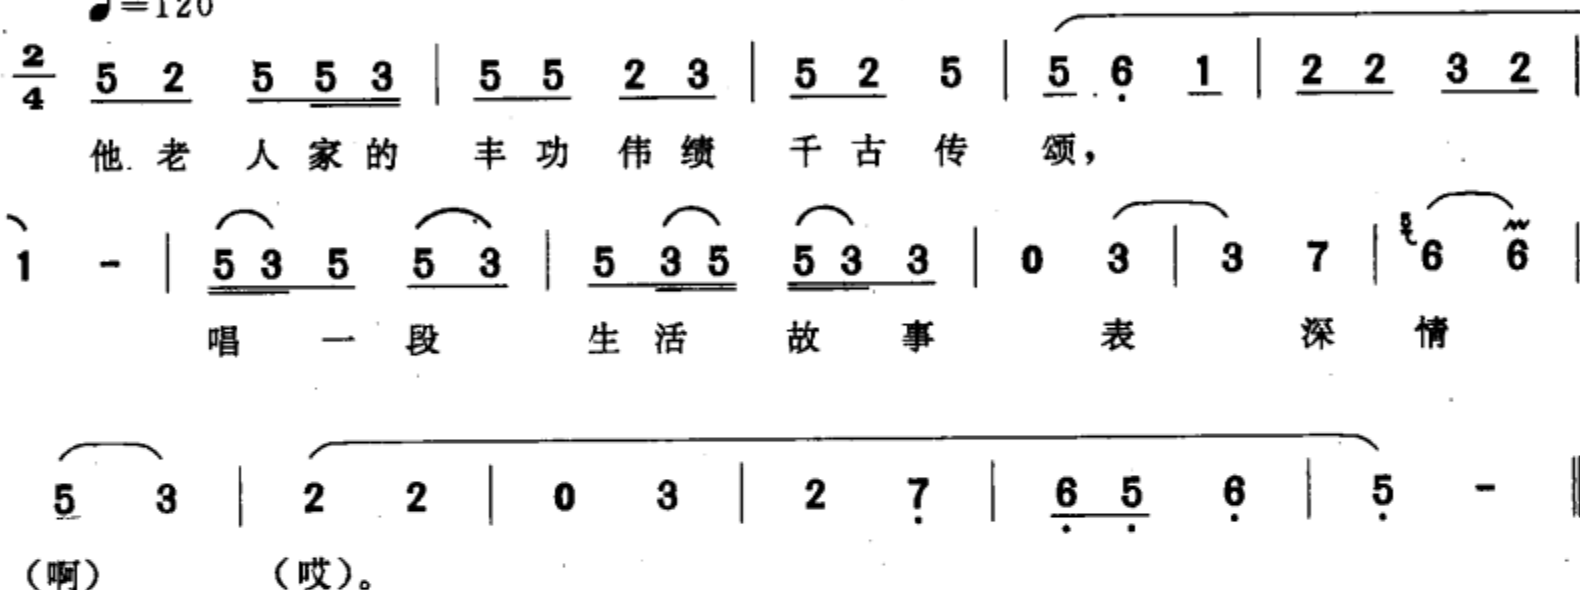 ♩=120
2/4 5 2 5 5 3 | 5 5 2 3 | 5 2 5 | 5 6̣ 1 | 2 2 3 2 |
他老人家的 丰功伟绩 千古传颂，
1 - | 5 3 5 5 3 | 5 3 5 5 3 3 | 0 3 | 3 7 | 5 6 6 |
唱一段 生活故事 表 深情
5 3 | 2 2 | 0 3 | 2 7̣ | 6̣ 5̣ 6̣ | 5̣ - ‖
（啊） （哎）。